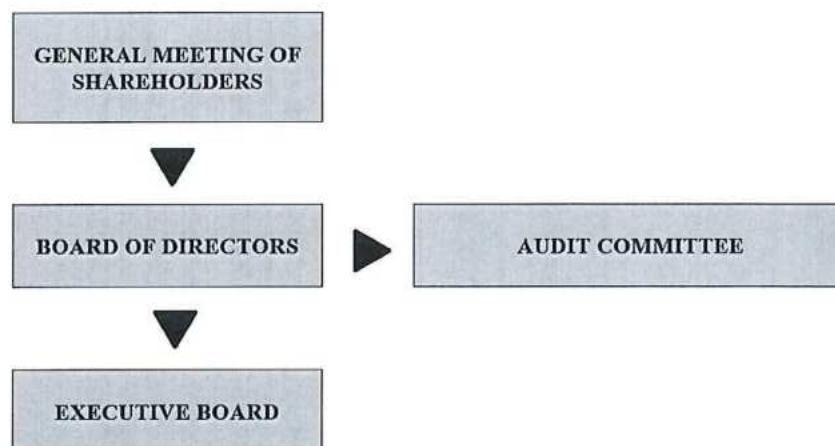 GENERAL MEETING OF
SHAREHOLDERS
BOARD OF DIRECTORS
AUDIT COMMITTEE
EXECUTIVE BOARD